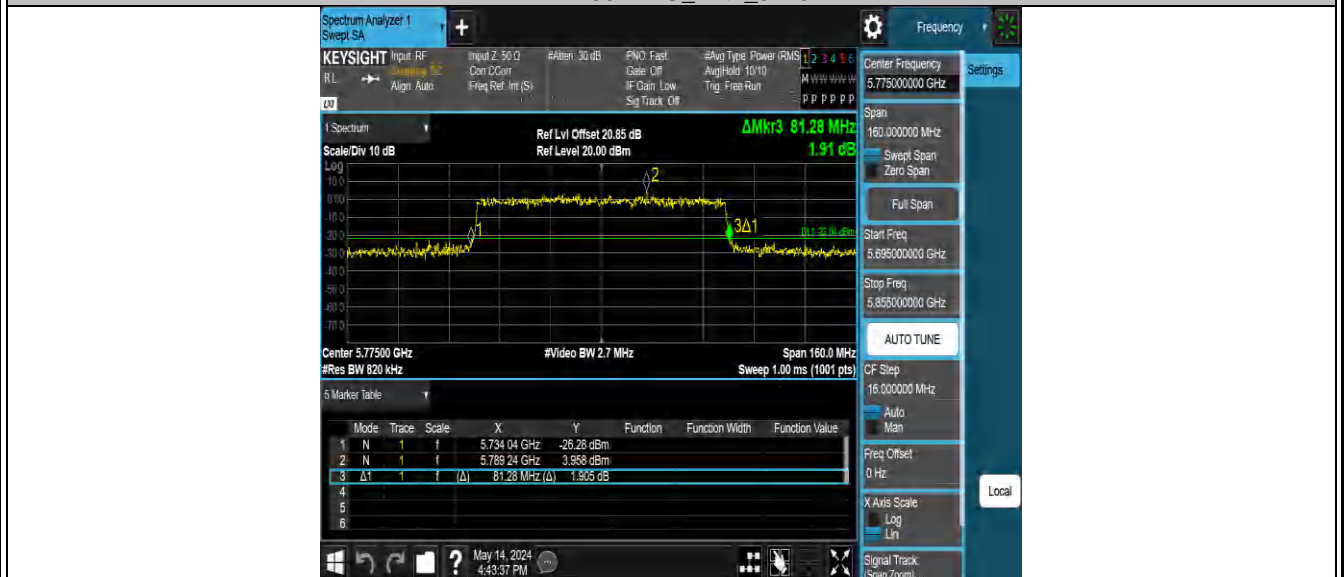 Spectrum Analyzer 1
Swept SA
+
Frequency
KEYSIGHT
Input: RF
R L
Align: Auto
LXI
Input Z: 50 Ω
Corr CCorr
Freq Ref: Int (S)
#Atten: 30 dB
PNO: Fast
Gate: Off
IF Gain: Low
Sig Track: Off
#Avg Type: Power (RMS
Avg|Hold: 10/10
Trig: Free Run
1 2 3 4 5 6
M W W W W W
P P P P P P
Center Frequency
5.775000000 GHz
Settings
Span
160.000000 MHz
Swept Span
Zero Span
Full Span
Start Freq
5.695000000 GHz
Stop Freq
5.855000000 GHz
AUTO TUNE
CF Step
16.000000 MHz
Auto
Man
Freq Offset
0 Hz
X Axis Scale
Log
Lin
Signal Track
(Span Zoom)
Local
1 Spectrum
Scale/Div 10 dB
Ref Lvl Offset 20.85 dB
Ref Level 20.00 dBm
ΔMkr3 81.28 MHz
1.91 dB
Log
10.0
0.00
-10.0
-20.0
-30.0
-40.0
-50.0
-60.0
-70.0
1
2
3Δ1
Center 5.77500 GHz
#Video BW 2.7 MHz
Span 160.0 MHz
#Res BW 820 kHz
Sweep 1.00 ms (1001 pts)
5 Marker Table
Mode Trace Scale X Y Function Function Width Function Value
1 N 1 f 5.734 04 GHz -26.28 dBm
2 N 1 f 5.789 24 GHz 3.958 dBm
3 Δ1 1 f (Δ) 81.28 MHz (Δ) 1.905 dB
4
5
6
?
May 14, 2024
4:43:37 PM